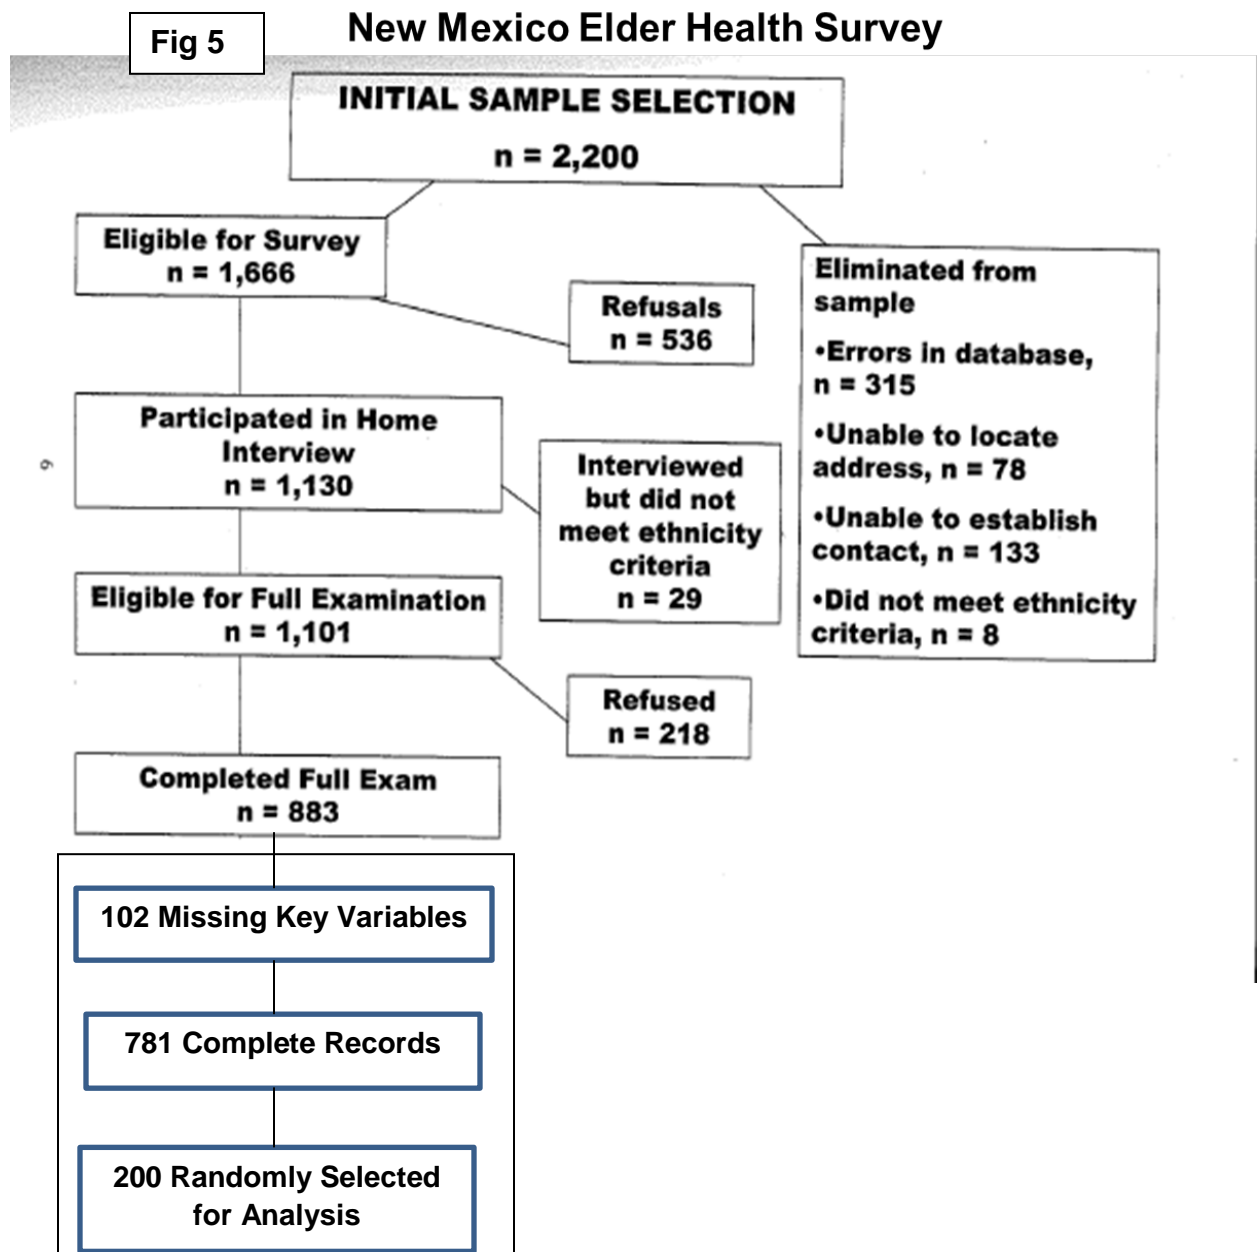 Fig 5
New Mexico Elder Health Survey
INITIAL SAMPLE SELECTION
n = 2,200
Eligible for Survey
n = 1,666
Refusals
n = 536
Eliminated from
sample
•Errors in database,
n = 315
•Unable to locate
address, n = 78
•Unable to establish
contact, n = 133
•Did not meet ethnicity
criteria, n = 8
Participated in Home
Interview
n = 1,130
Interviewed
but did not
meet ethnicity
criteria
n = 29
Eligible for Full Examination
n = 1,101
Refused
n = 218
Completed Full Exam
n = 883
102 Missing Key Variables
781 Complete Records
200 Randomly Selected
for Analysis